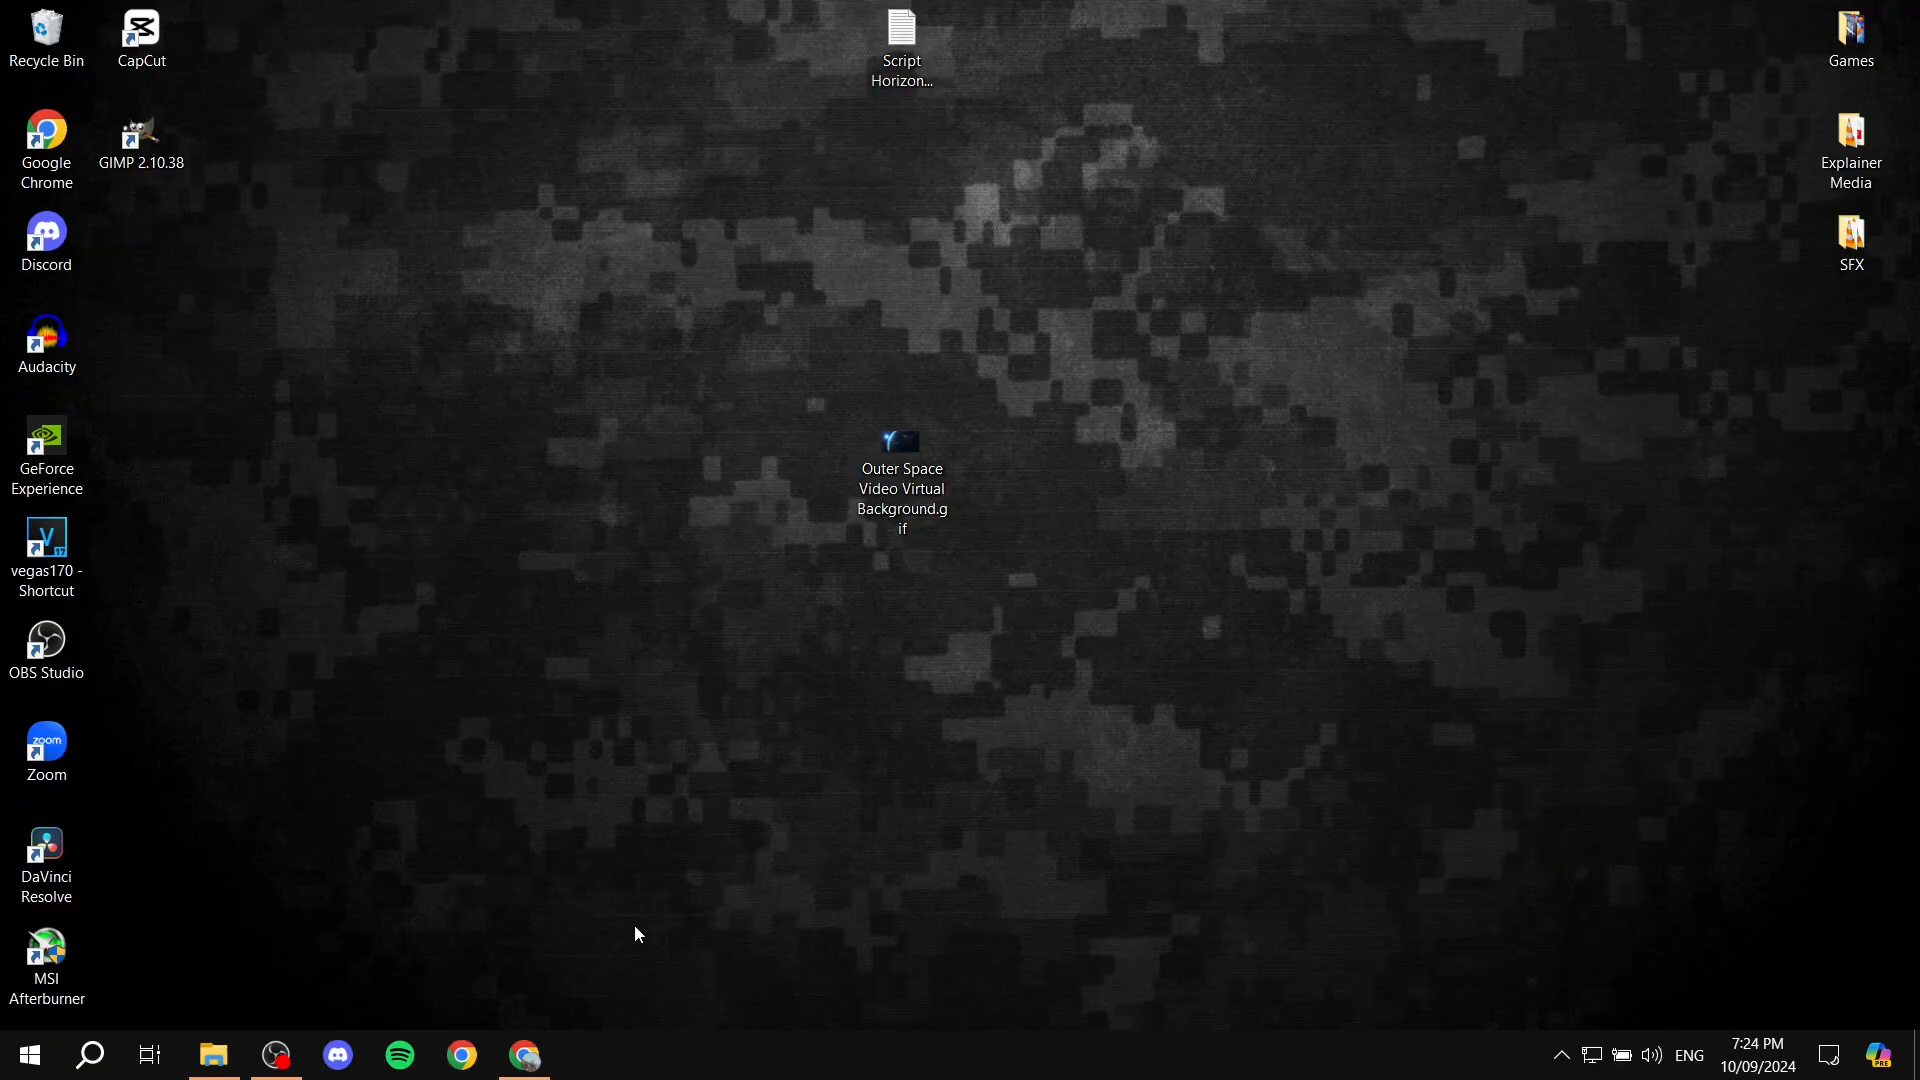 Recycle Bin
CapCut
Google
Chrome
GIMP 2.10.38
Discord
Audacity
GeForce
Experience
V
17
vegas170 -
Shortcut
OBS Studio
zoom
Zoom
DaVinci
Resolve
MSI
Afterburner
Script
Horizon...
Outer Space
Video Virtual
Background.g
if
Games
Explainer
Media
SFX
ENG
7:24 PM
10/09/2024
PRE